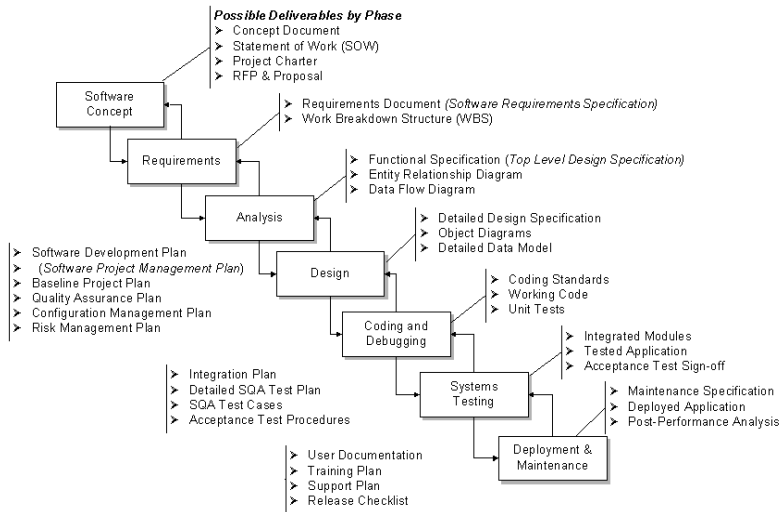 Possible Deliverables by Phase
➢ Concept Document
➢ Statement of Work (SOW)
➢ Project Charter
➢ RFP & Proposal
Software
Concept
➢ Requirements Document (Software Requirements Specification)
➢ Work Breakdown Structure (WBS)
Requirements
➢ Functional Specification (Top Level Design Specification)
➢ Entity Relationship Diagram
➢ Data Flow Diagram
Analysis
➢ Detailed Design Specification
➢ Object Diagrams
➢ Detailed Data Model
Design
➢ Software Development Plan
➢ (Software Project Management Plan)
➢ Baseline Project Plan
➢ Quality Assurance Plan
➢ Configuration Management Plan
➢ Risk Management Plan
➢ Coding Standards
➢ Working Code
➢ Unit Tests
Coding and
Debugging
➢ Integrated Modules
➢ Tested Application
➢ Acceptance Test Sign-off
Systems
Testing
➢ Integration Plan
➢ Detailed SQA Test Plan
➢ SQA Test Cases
➢ Acceptance Test Procedures
➢ Maintenance Specification
➢ Deployed Application
➢ Post-Performance Analysis
Deployment &
Maintenance
➢ User Documentation
➢ Training Plan
➢ Support Plan
➢ Release Checklist